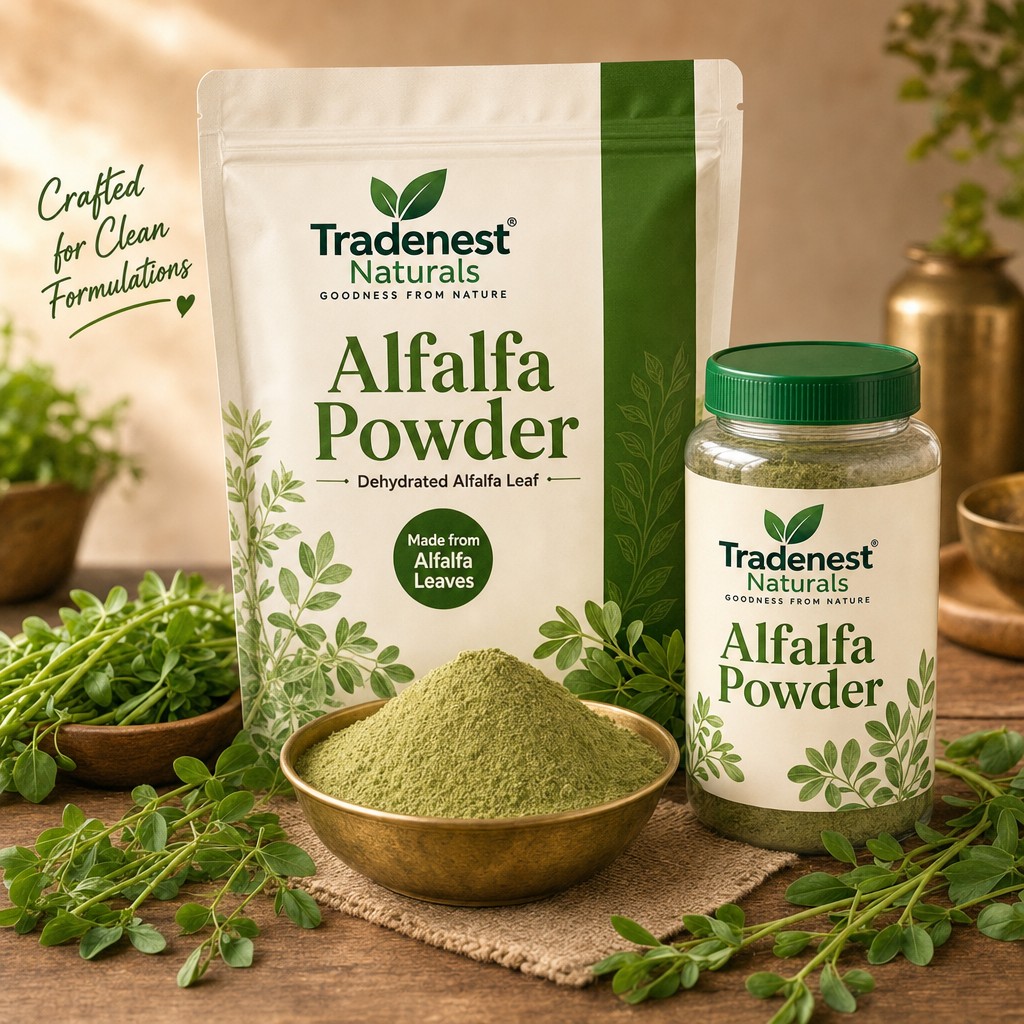 Crafted
for Clean
Formulations
Tradenest®
Naturals
GOODNESS FROM NATURE
Alfalfa
Powder
Dehydrated Alfalfa Leaf
Made from
Alfalfa
Leaves
Tradenest®
Naturals
GOODNESS FROM NATURE
Alfalfa
Powder